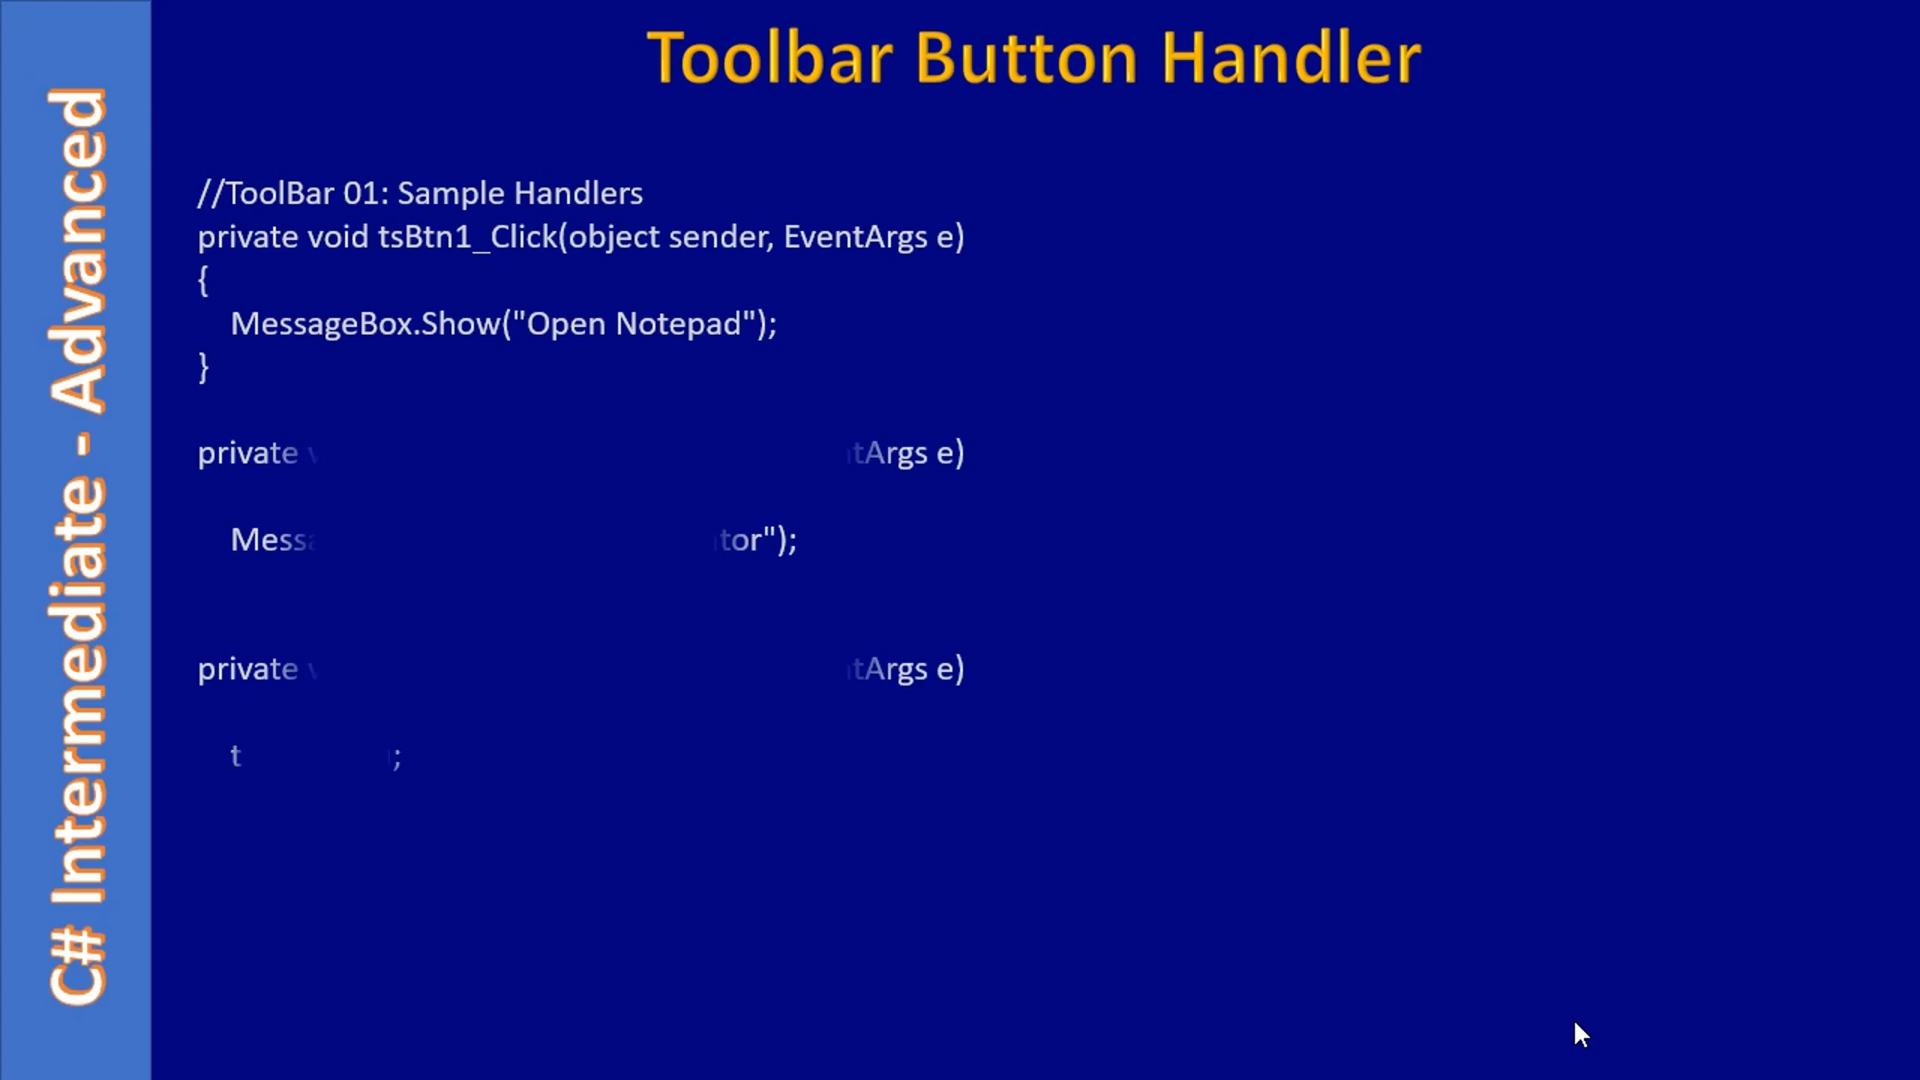 Toolbar Button Handler
C# Intermediate - Advanced
//ToolBar 01: Sample Handlers
private void tsBtn1_Click(object sender, EventArgs e)
{
MessageBox.Show("Open Notepad");
}
private tArgs e)
Mess tor");
private tArgs e)
t ;